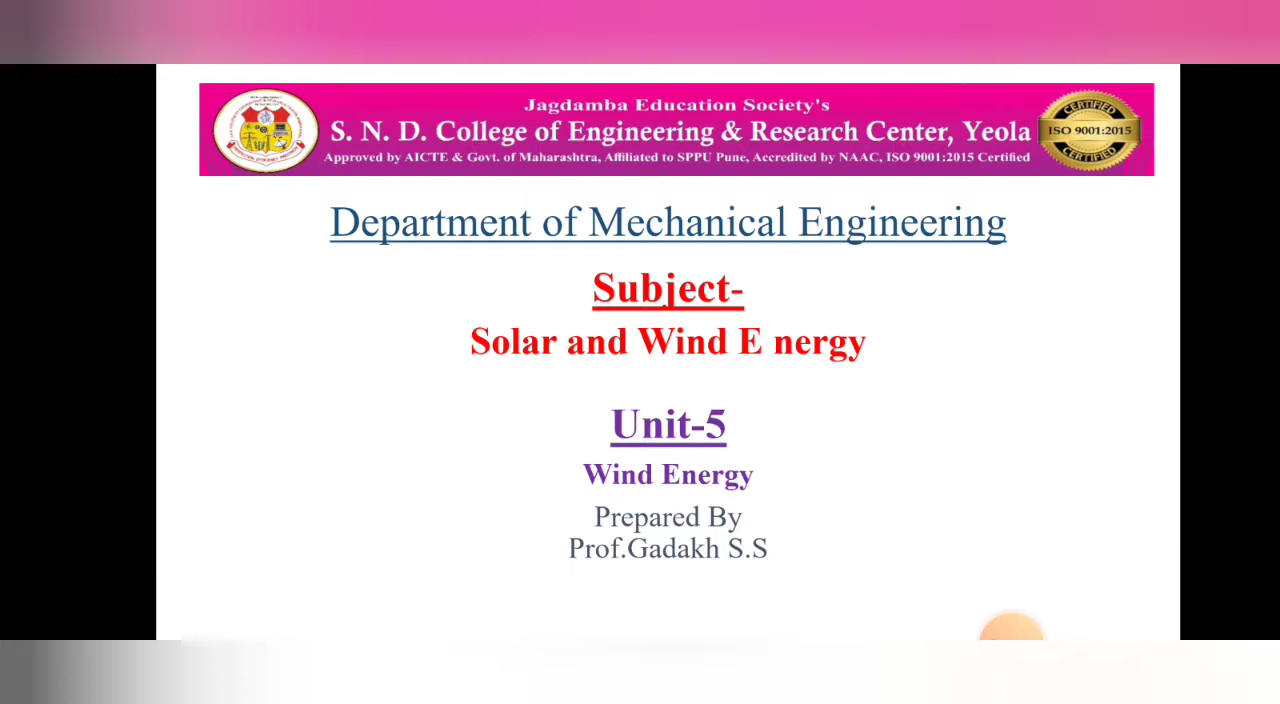 Jagdamba Education Society's
S. N. D. College of Engineering & Research Center, Yeola
Approved by AICTE & Govt. of Maharashtra, Affiliated to SPPU Pune, Accredited by NAAC, ISO 9001:2015 Certified
CERTIFIED
ISO 9001:2015
CERTIFIED
Department of Mechanical Engineering
Subject-
Solar and Wind E nergy
Unit-5
Wind Energy
Prepared By
Prof.Gadakh S.S